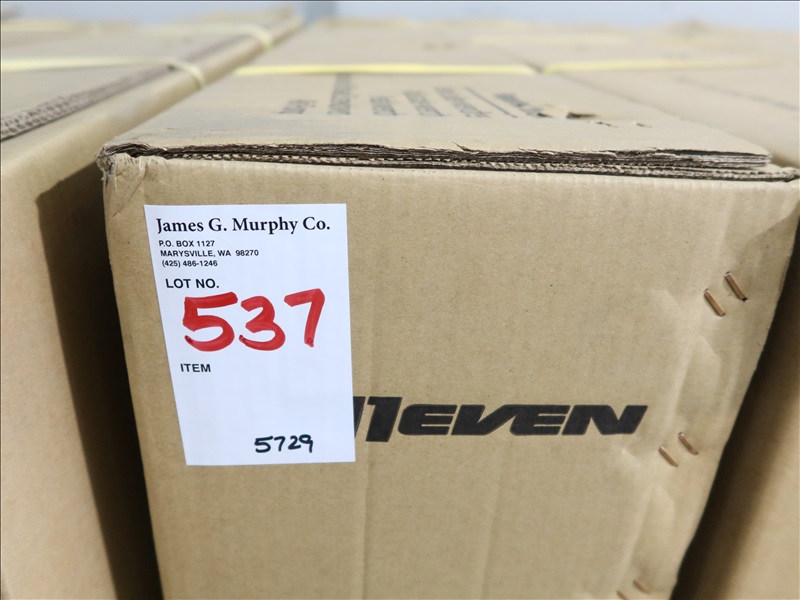 James G. Murphy Co.
P.O. BOX 1127
MARYSVILLE, WA 98270
(425) 486-1246
LOT NO.
537
ITEM
5729
11EVEN